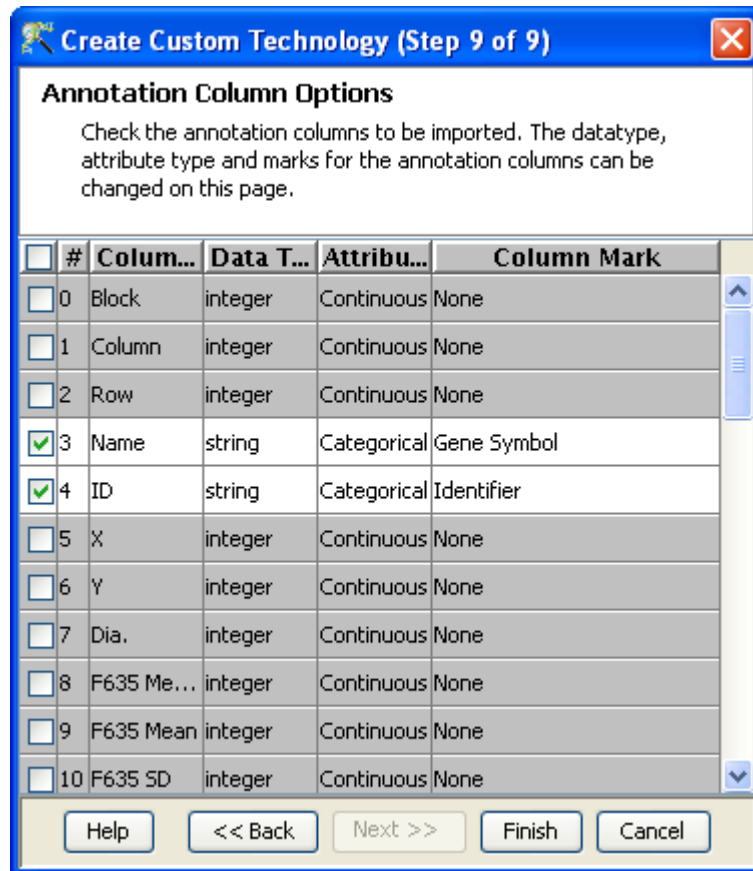 Create Custom Technology (Step 9 of 9)
Annotation Column Options
Check the annotation columns to be imported. The datatype,
attribute type and marks for the annotation columns can be
changed on this page.
# Colum... Data T... Attribu... Column Mark
0 Block integer Continuous None
1 Column integer Continuous None
2 Row integer Continuous None
3 Name string Categorical Gene Symbol
4 ID string Categorical Identifier
5 X integer Continuous None
6 Y integer Continuous None
7 Dia. integer Continuous None
8 F635 Me... integer Continuous None
9 F635 Mean integer Continuous None
10 F635 SD integer Continuous None
Help << Back Next >> Finish Cancel